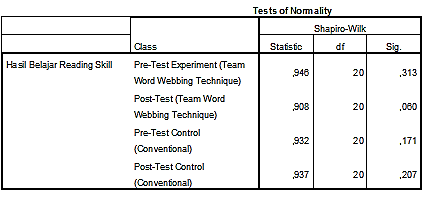 Tests of Normality
Shapiro-Wilk
Class Statistic df Sig.
Hasil Belajar Reading Skill Pre-Test Experiment (Team Word Webbing Technique) ,946 20 ,313
Post-Test (Team Word Webbing Technique) ,908 20 ,060
Pre-Test Control (Conventional) ,932 20 ,171
Post-Test Control (Conventional) ,937 20 ,207